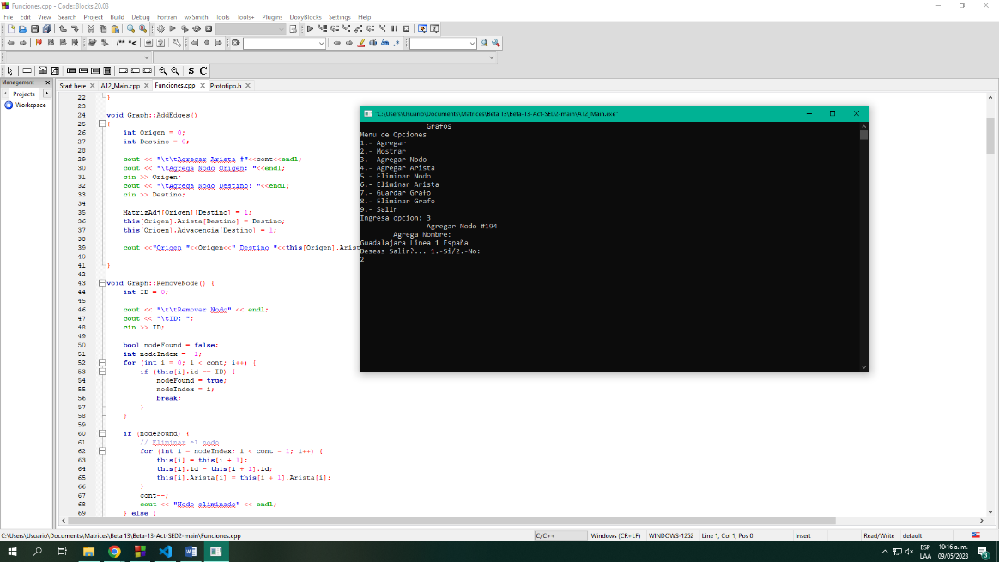 Funciones.cpp - Code::Blocks 20.03
File Edit View Search Project Build Debug Fortran wxSmith Tools Tools+ Plugins DoxyBlocks Settings Help
Management
Projects
Workspace
Start here A12_Main.cpp Funciones.cpp Prototipo.h
22 }
23
24 void Graph::AddEdges()
25 {
26 int Origen = 0;
27 int Destino = 0;
28
29 cout << "\t\tAgregar Arista #"<<cont<<endl;
30 cout << "\tAgrega Nodo Origen: "<<endl;
31 cin >> Origen;
32 cout << "\tAgrega Nodo Destino: "<<endl;
33 cin >> Destino;
34
35 MatrizAdj[Origen][Destino] = 1;
36 this[Origen].Arista[Destino] = Destino;
37 this[Origen].Adyacencia[Destino] = 1;
38
39 cout <<"Origen "<<Origen<<" Destino "<<this[Origen].Arist
40
41 }
42
43 void Graph::RemoveNode() {
44 int ID = 0;
45
46 cout << "\t\tRemover Nodo" << endl;
47 cout << "\tID: ";
48 cin >> ID;
49
50 bool nodeFound = false;
51 int nodeIndex = -1;
52 for (int i = 0; i < cont; i++) {
53 if (this[i].id == ID) {
54 nodeFound = true;
55 nodeIndex = i;
56 break;
57 }
58 }
59
60 if (nodeFound) {
61 // Eliminar el nodo
62 for (int i = nodeIndex; i < cont - 1; i++) {
63 this[i] = this[i + 1];
64 this[i].id = this[i + 1].id;
65 this[i].Arista[i] = this[i + 1].Arista[i];
66 }
67 cont--;
68 cout << "Nodo eliminado" << endl;
69 } else {
"C:\Users\Usuario\Documents\Matrices\Beta 13\Beta-13-Act-SED2-main\A12_Main.exe"
Grafos
Menu de Opciones
1.- Agregar
2.- Mostrar
3.- Agregar Nodo
4.- Agregar Arista
5.- Eliminar Nodo
6.- Eliminar Arista
7.- Guardar Grafo
8.- Eliminar Grafo
9.- Salir
Ingresa opcion: 3
Agregar Nodo #194
Agrega Nombre:
Guadalajara Linea 1 España
Deseas Salir?... 1.-Si/2.-No:
2
C:\Users\Usuario\Documents\Matrices\Beta 13\Beta-13-Act-SED2-main\Funciones.cpp C/C++ Windows (CR+LF) WINDOWS-1252 Line 1, Col 1, Pos 0 Insert Read/Write default
ESP 10:16 a. m.
LAA 09/05/2023 3